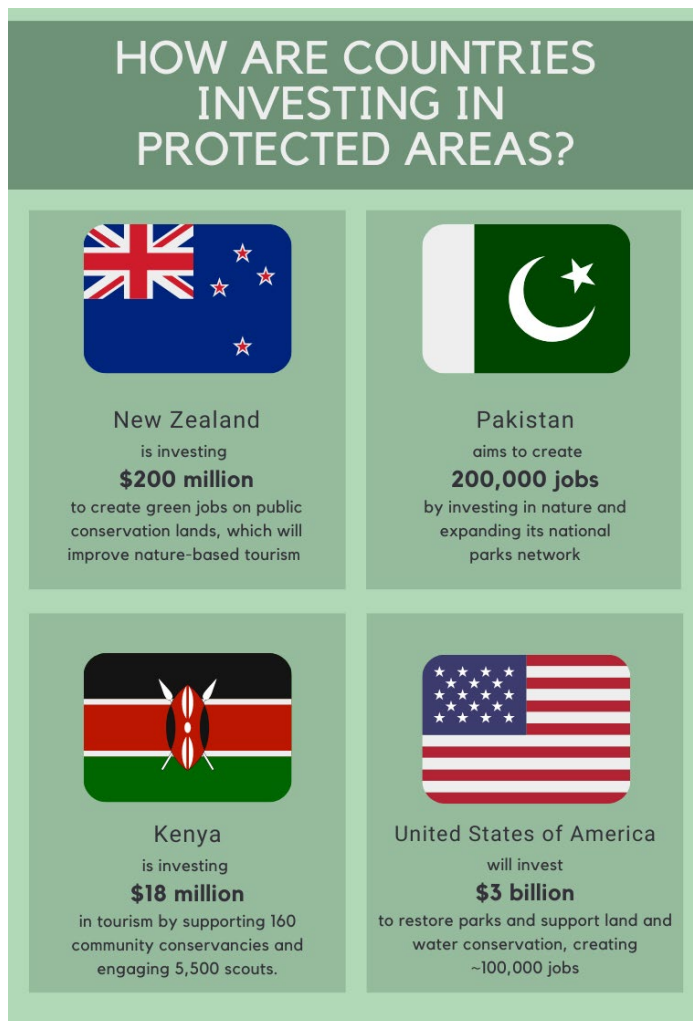 HOW ARE COUNTRIES
INVESTING IN
PROTECTED AREAS?
New Zealand
is investing
$200 million
to create green jobs on public
conservation lands, which will
improve nature-based tourism
Pakistan
aims to create
200,000 jobs
by investing in nature and
expanding its national
parks network
Kenya
is investing
$18 million
in tourism by supporting 160
community conservancies and
engaging 5,500 scouts.
United States of America
will invest
$3 billion
to restore parks and support land and
water conservation, creating
~100,000 jobs